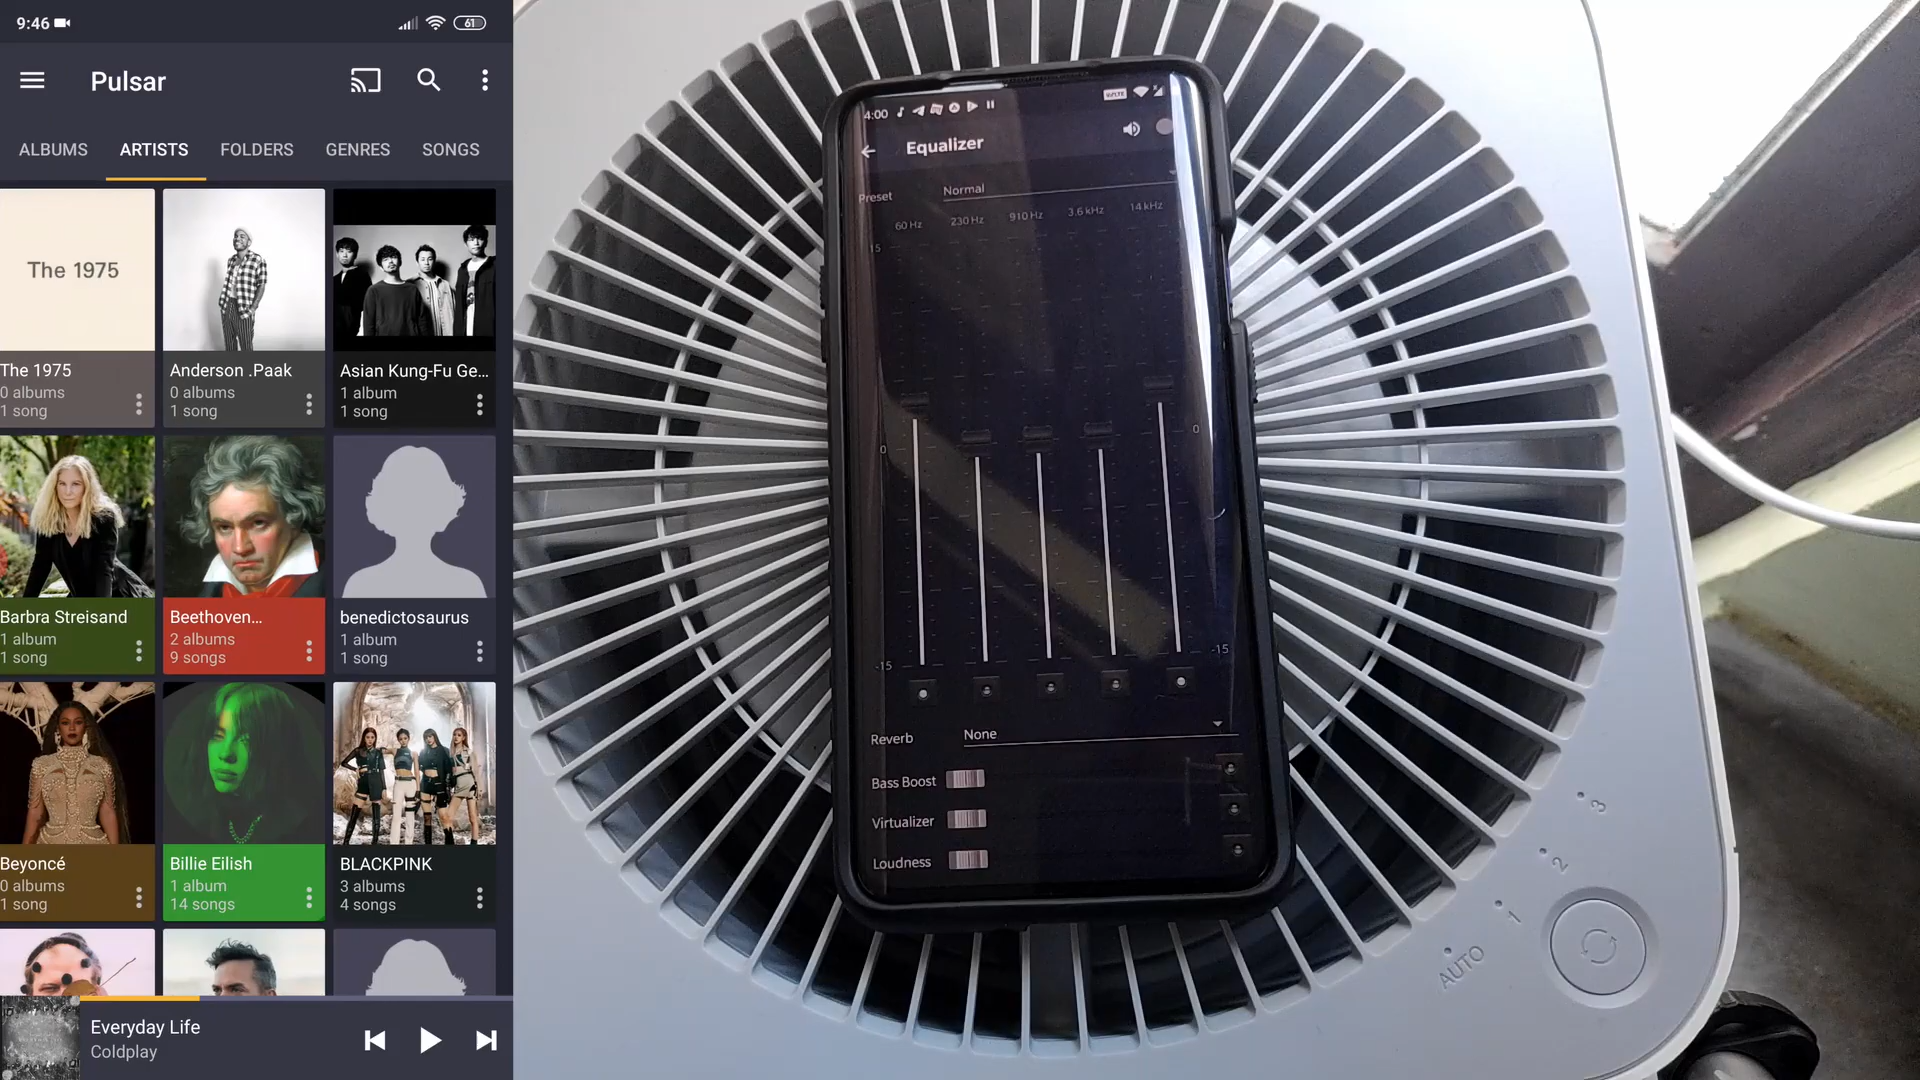 9:46
61
Pulsar
ALBUMS ARTISTS FOLDERS GENRES SONGS
The 1975
The 1975
0 albums
1 song
Anderson .Paak
0 albums
1 song
Asian Kung-Fu Ge...
1 album
1 song
Barbra Streisand
1 album
1 song
Beethoven...
2 albums
9 songs
benedictosaurus
1 album
1 song
Beyoncé
0 albums
1 song
Billie Eilish
1 album
14 songs
BLACKPINK
3 albums
4 songs
Everyday Life
Coldplay
4:00
VoLTE
Equalizer
Preset Normal
60 Hz 230 Hz 910 Hz 3.6 kHz 14 kHz
15
0 0
-15 -15
Reverb None
Bass Boost
Virtualizer
Loudness
3
2
1
AUTO